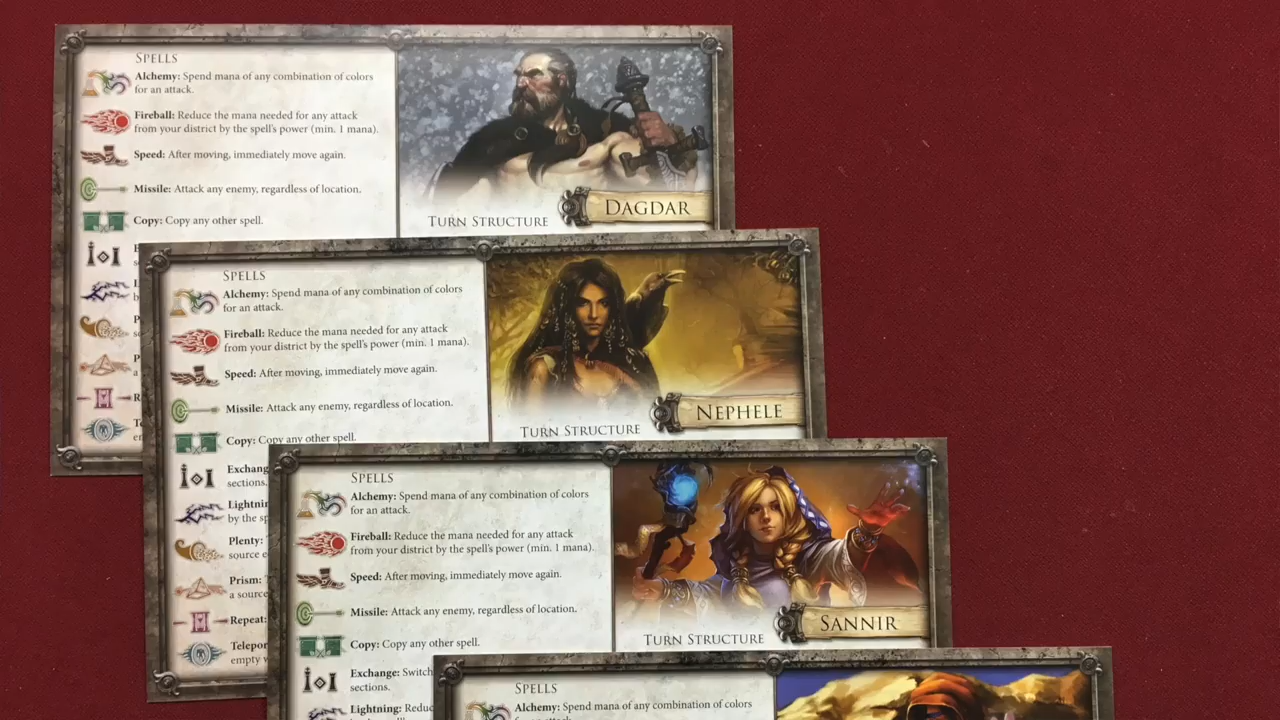 SPELLS
Alchemy: Spend mana of any combination of colors
for an attack.
Fireball: Reduce the mana needed for any attack
from your district by the spell's power (min. 1 mana).
Speed: After moving, immediately move again.
Missile: Attack any enemy, regardless of location.
Copy: Copy any other spell.
TURN STRUCTURE
DAGDAR
SPELLS
Alchemy: Spend mana of any combination of colors
for an attack.
Fireball: Reduce the mana needed for any attack
from your district by the spell's power (min. 1 mana).
Speed: After moving, immediately move again.
Missile: Attack any enemy, regardless of location.
Copy: Copy any other spell.
Exchang
sections,
Lightnin
by the sp
Plenty:
source e
Prism:
a source
Repeat:
Telepor
empty
TURN STRUCTURE
NEPHELE
SPELLS
Alchemy: Spend mana of any combination of colors
for an attack.
Fireball: Reduce the mana needed for any attack
from your district by the spell's power (min. 1 mana).
Speed: After moving, immediately move again.
Missile: Attack any enemy, regardless of location.
Copy: Copy any other spell.
Exchange: Switch
sections.
Lightning: Reduc
TURN STRUCTURE
SANNIR
SPELLS
Alchemy: Spend mana of any combination of colors